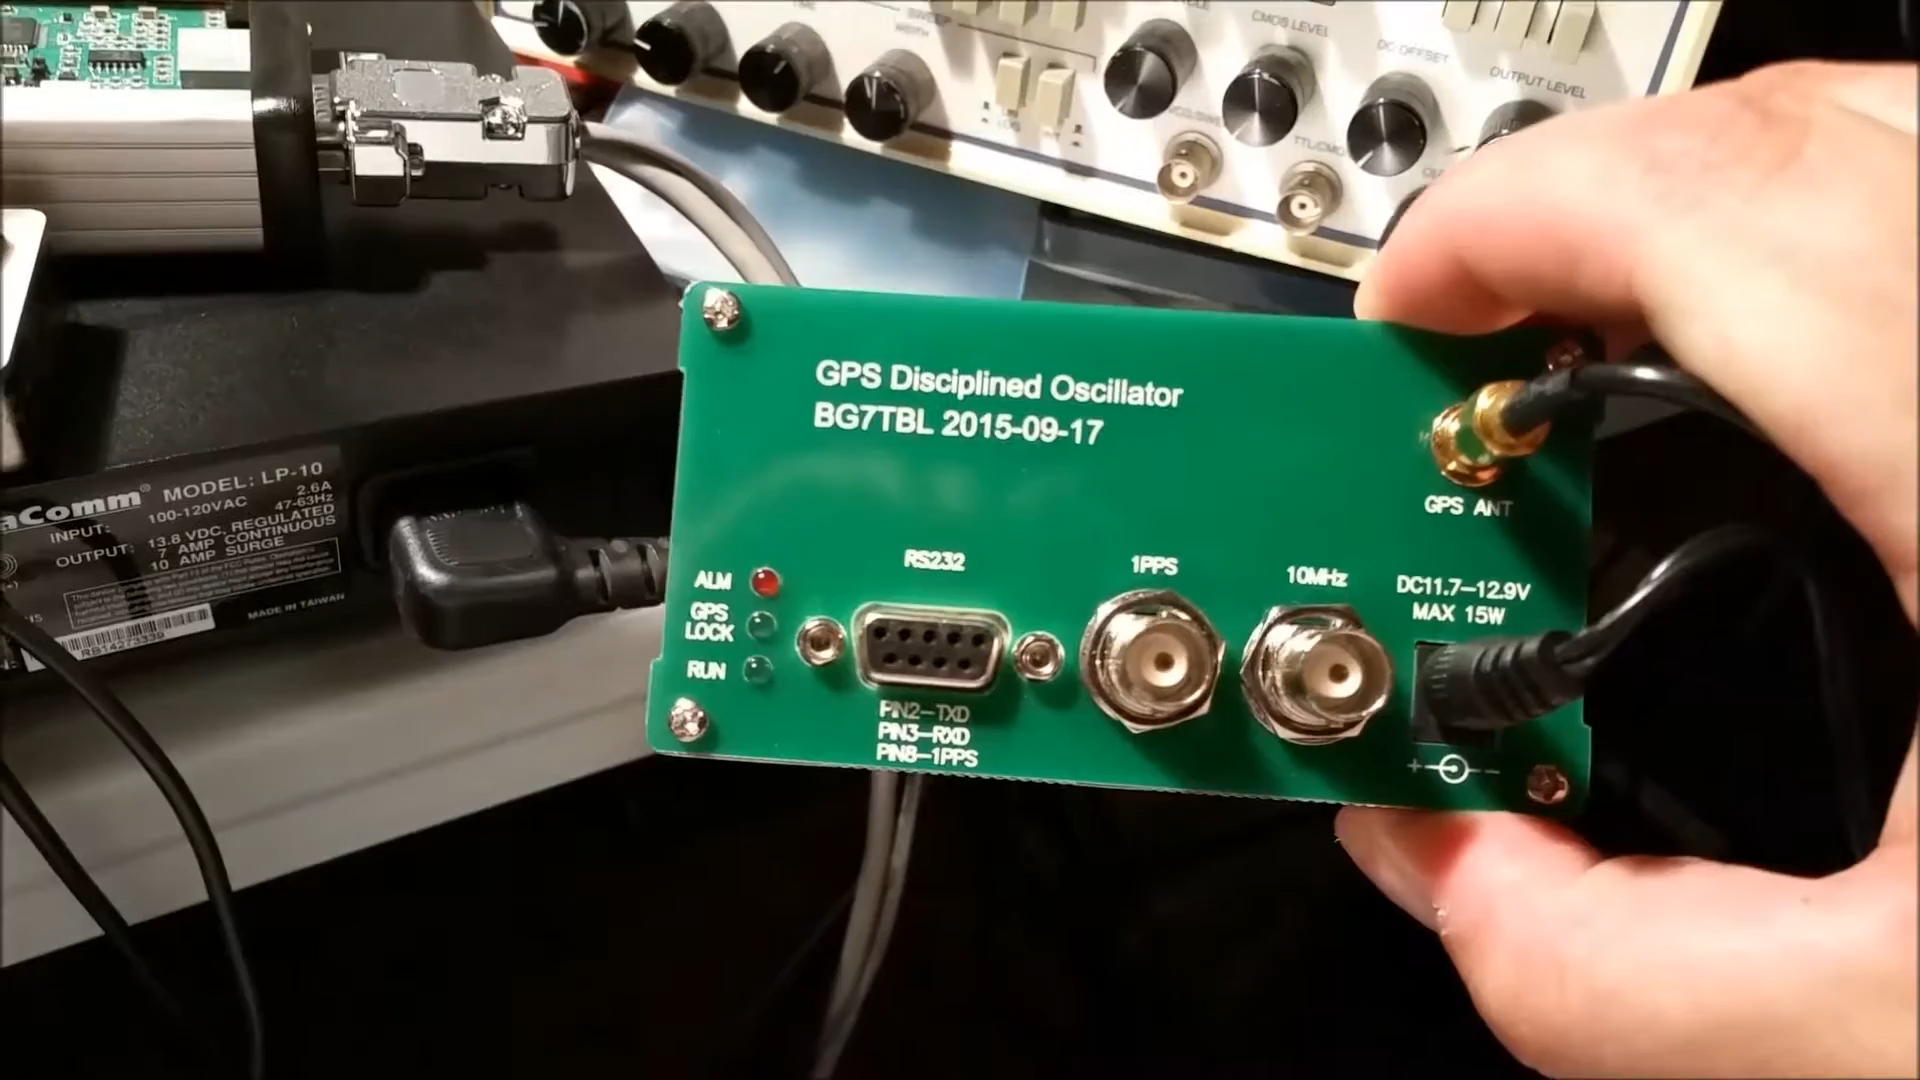 SWEEP
WIDTH
CMOS LEVEL
DC OFFSET
OUTPUT LEVEL
GPS Disciplined Oscillator
BG7TBL 2015-09-17
GPS ANT
RS232
1PPS
10MHz
DC11.7-12.9V
MAX 15W
ALM
GPS
LOCK
RUN
PIN2-TXD
PIN3-RXD
PIN8-1PPS
+ -
aComm® MODEL: LP-10
INPUT: 100-120VAC 2.6A
47-63Hz
OUTPUT: 13.8 VDC, REGULATED
7 AMP CONTINUOUS
10 AMP SURGE
MADE IN TAIWAN
RB14273339